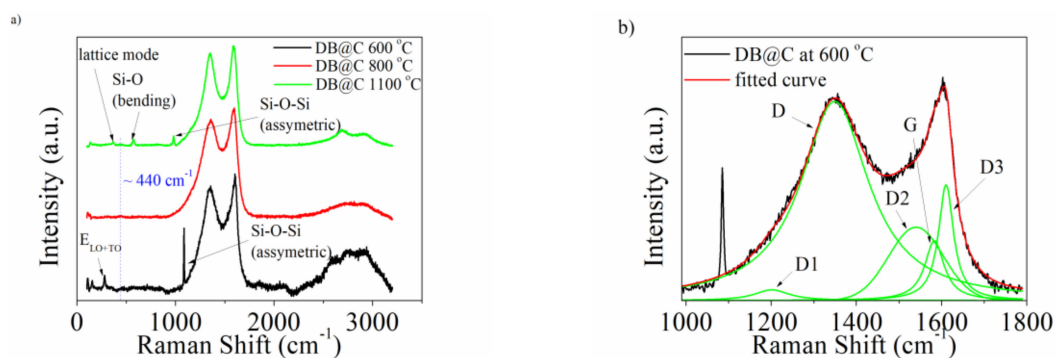 a)
lattice mode
Si-O
(bending)
DB@C 600 °C
DB@C 800 °C
DB@C 1100 °C
Si-O-Si
(assymetric)
~ 440 cm-1
ELO+TO
Si-O-Si
(assymetric)
Intensity (a.u.)
0 1000 2000 3000
Raman Shift (cm-1)
b)
DB@C at 600 °C
fitted curve
D
G
D2
D3
D1
Intensity (a.u.)
1000 1200 1400 1600 1800
Raman Shift (cm-1)